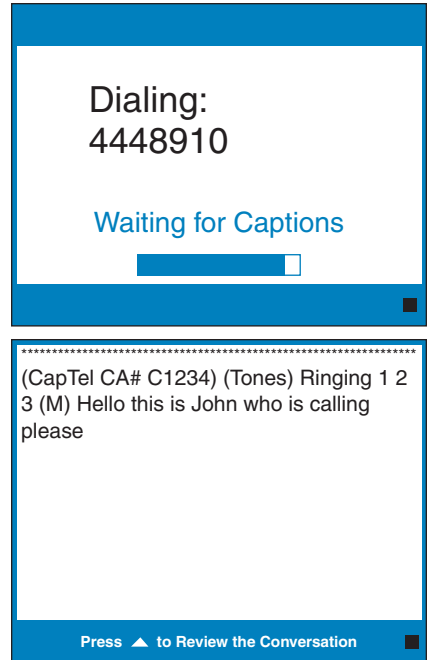 Dialing:
4448910
Waiting for Captions
******************************************************************
(CapTel CA# C1234) (Tones) Ringing 1 2
3 (M) Hello this is John who is calling
please
Press ▲ to Review the Conversation